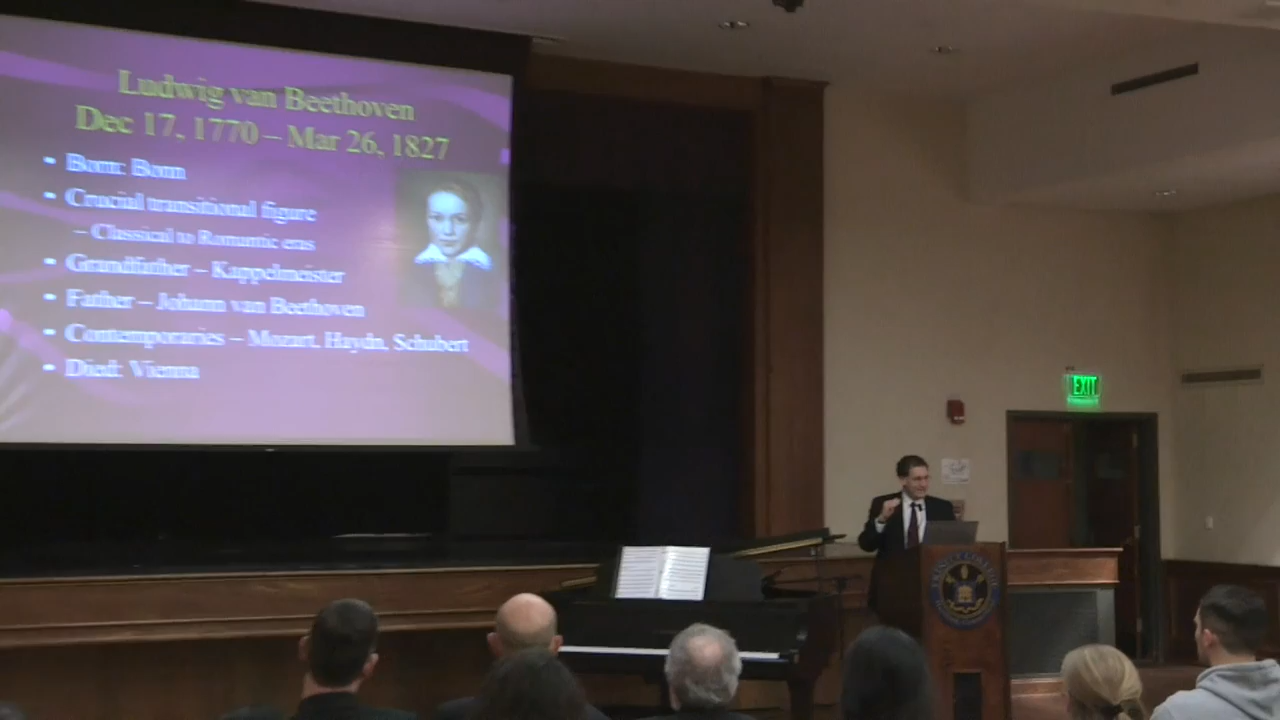 Ludwig van Beethoven
Dec 17, 1770 – Mar 26, 1827
• Born: Bonn
• Crucial transitional figure
– Classical to Romantic eras
• Grandfather – Kappelmeister
• Father – Johann van Beethoven
• Contemporaries – Mozart, Haydn, Schubert
• Died: Vienna
EXIT